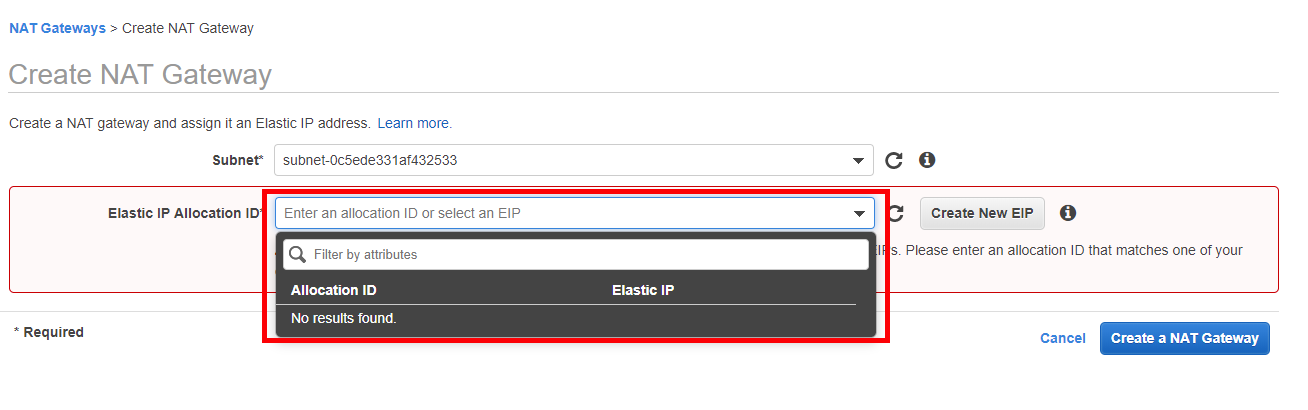 NAT Gateways > Create NAT Gateway
Create NAT Gateway
Create a NAT gateway and assign it an Elastic IP address. Learn more.
Subnet* subnet-0c5ede331af432533
Elastic IP Allocation ID* Enter an allocation ID or select an EIP Create New EIP
Filter by attributes
EIPs. Please enter an allocation ID that matches one of your
Allocation ID Elastic IP
No results found.
* Required
Cancel Create a NAT Gateway